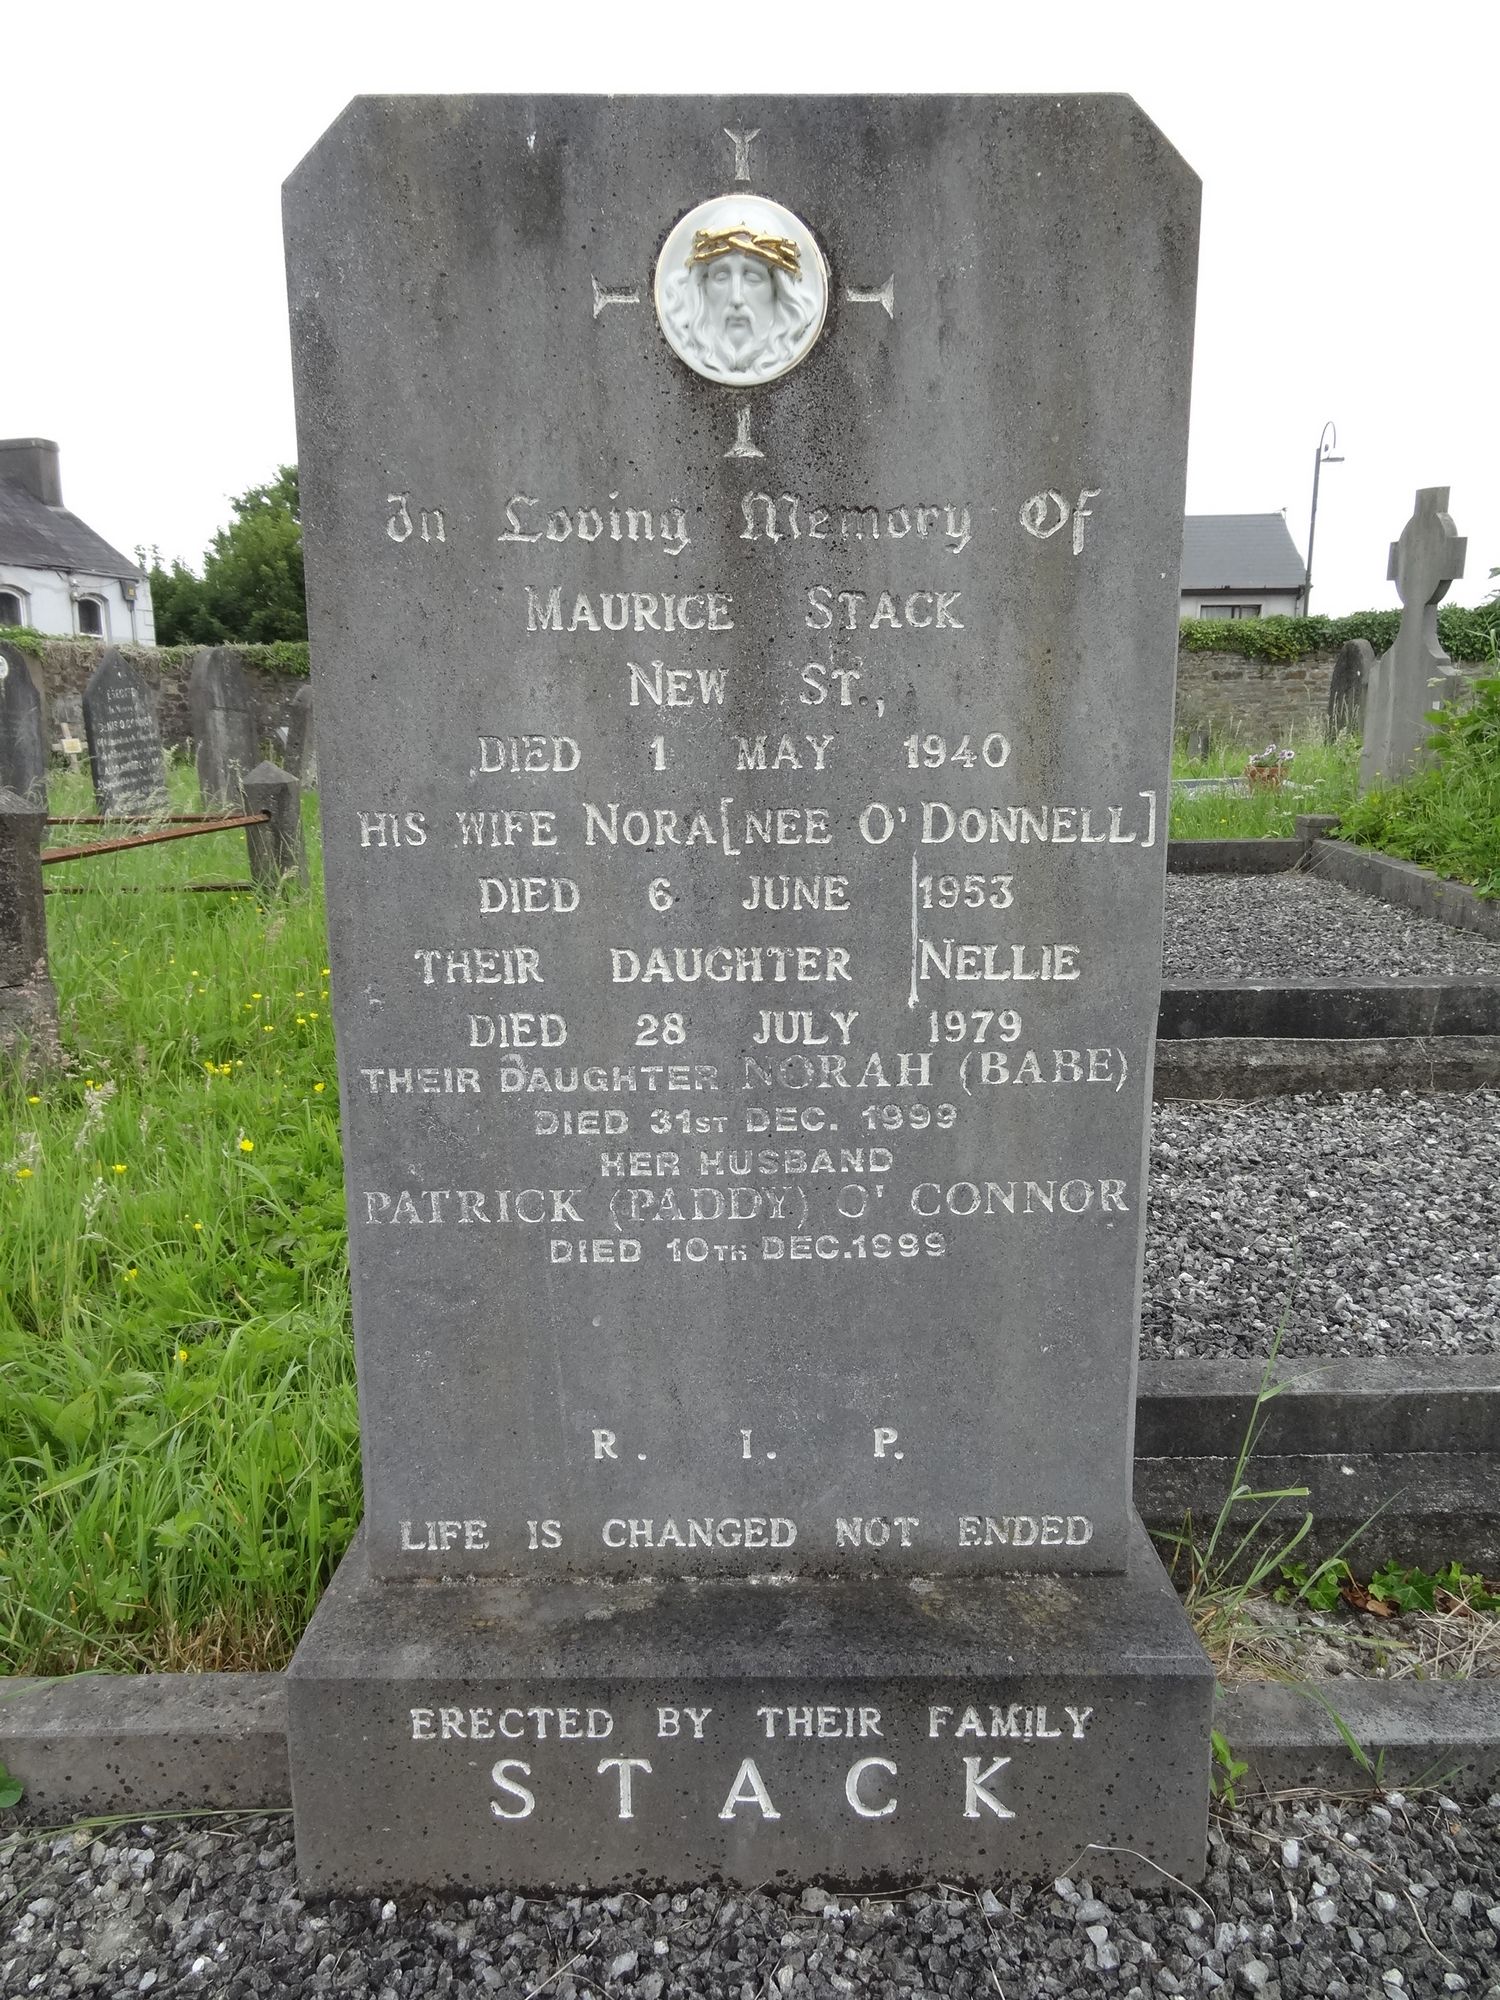 In Loving Memory Of
MAURICE STACK
NEW ST.,
DIED 1 MAY 1940
HIS WIFE NORA [NEE O'DONNELL]
DIED 6 JUNE 1953
THEIR DAUGHTER NELLIE
DIED 28 JULY 1979
THEIR DAUGHTER NORAH (BABE)
DIED 31ST DEC. 1999
HER HUSBAND
PATRICK (PADDY) O'CONNOR
DIED 10TH DEC.1999
R. I. P.
LIFE IS CHANGED NOT ENDED
ERECTED BY THEIR FAMILY
STACK